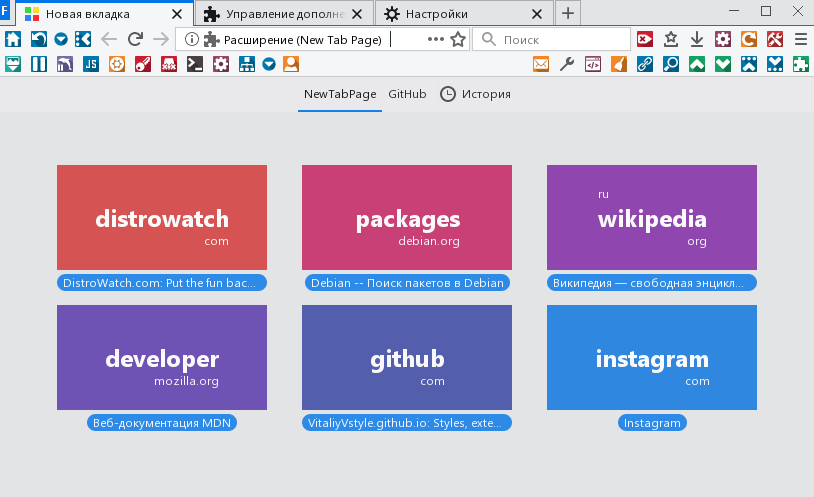 F
Новая вкладка
Управление дополне
Настройки
Расширение (New Tab Page)
Поиск
JS
NewTabPage
GitHub
История
distrowatch
com
DistroWatch.com: Put the fun bac...
packages
debian.org
Debian -- Поиск пакетов в Debian
ru
wikipedia
org
Википедия — свободная энцикл...
developer
mozilla.org
Веб-документация MDN
github
com
VitaliyVstyle.github.io: Styles, exte...
instagram
com
Instagram